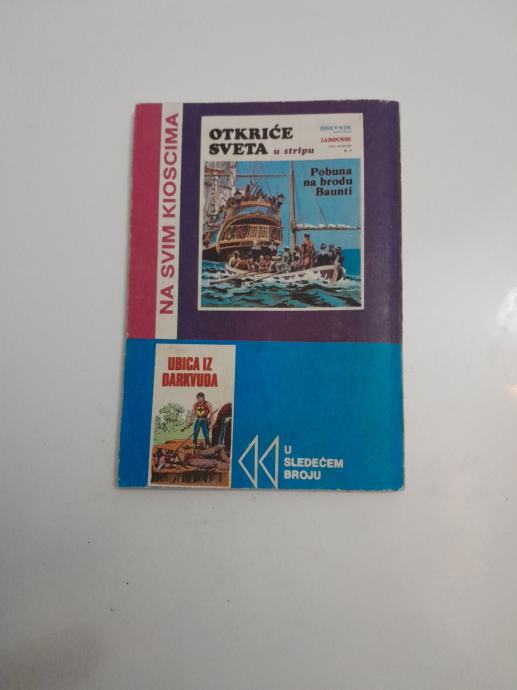 NA SVIM KIOSCIMA
OTKRIĆE
SVETA u stripu
DNEVNIK
LAROUSSE
Pobuna
na brodu
Baunti
UBICA IZ
DARKVUDA
U
SLEDEĆEM
BROJU